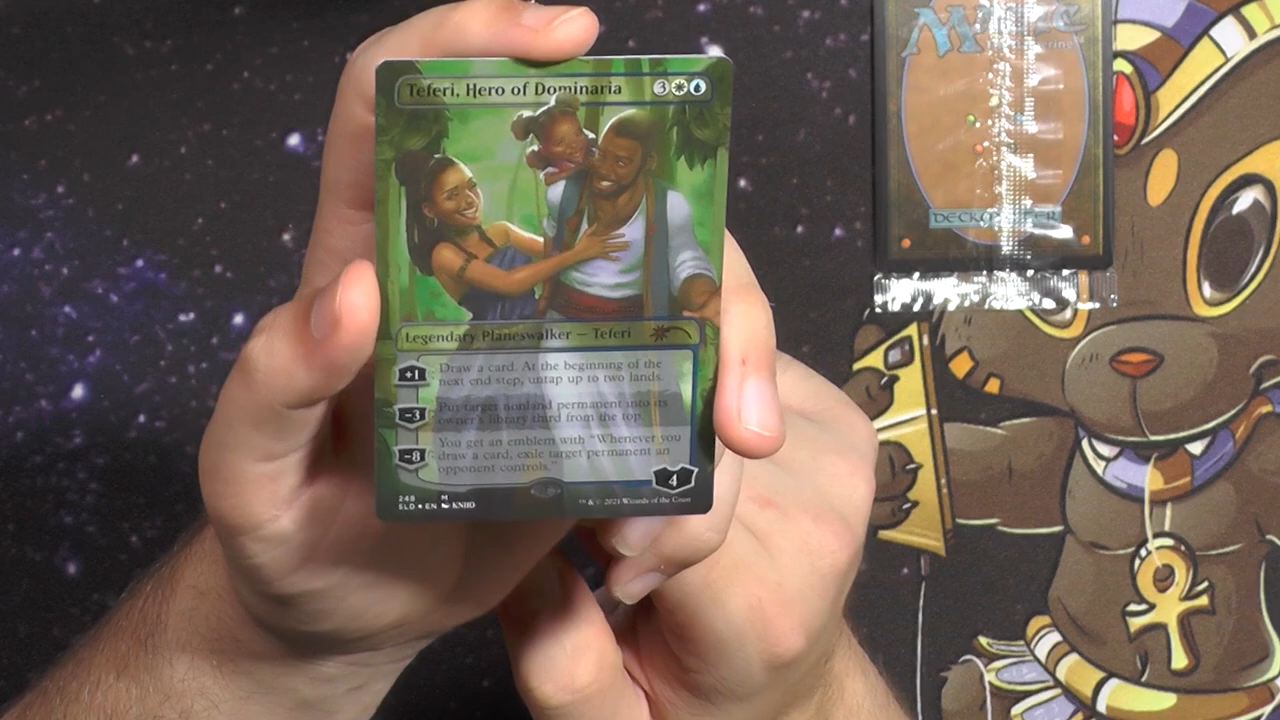 Teferi, Hero of Dominaria 3
Legendary Planeswalker — Teferi
+1 Draw a card. At the beginning of the
next end step, untap up to two lands.
-3 Put target nonland permanent into its
owner's library third from the top.
You get an emblem with "Whenever you
-8 draw a card, exile target permanent an
opponent controls."
4
248 M
SLD ★ EN KNIIO
™ & © 2021 Wizards of the Coast
Magic
DECKMASTER